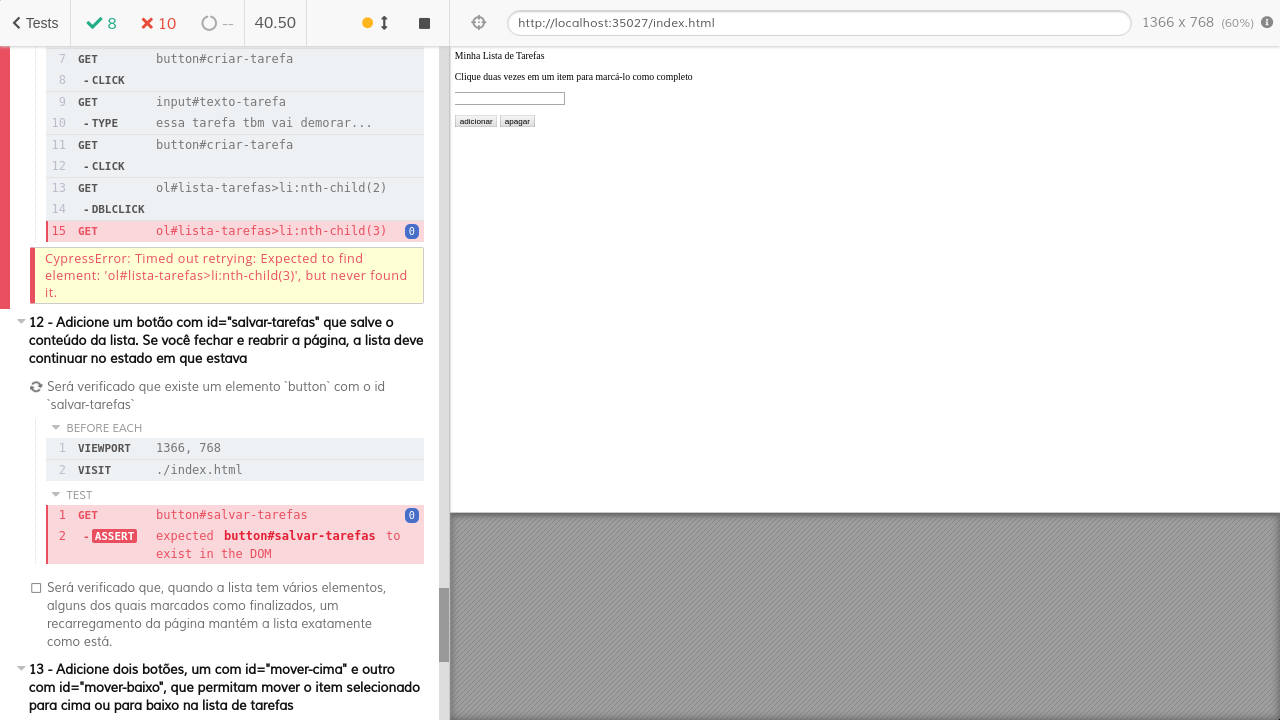 Tests 8 10 -- 40.50 http://localhost:35027/index.html 1366 x 768 (60%)
7 GET button#criar-tarefa
8 - CLICK
9 GET input#texto-tarefa
10 - TYPE essa tarefa tbm vai demorar...
11 GET button#criar-tarefa
12 - CLICK
13 GET ol#lista-tarefas>li:nth-child(2)
14 - DBLCLICK
15 GET ol#lista-tarefas>li:nth-child(3) 0
CypressError: Timed out retrying: Expected to find
element: 'ol#lista-tarefas>li:nth-child(3)', but never found
it.
12 - Adicione um botão com id="salvar-tarefas" que salve o
conteúdo da lista. Se você fechar e reabrir a página, a lista deve
continuar no estado em que estava
Será verificado que existe um elemento `button` com o id
`salvar-tarefas`
BEFORE EACH
1 VIEWPORT 1366, 768
2 VISIT ./index.html
TEST
1 GET button#salvar-tarefas 0
2 - ASSERT expected button#salvar-tarefas to
exist in the DOM
Será verificado que, quando a lista tem vários elementos,
alguns dos quais marcados como finalizados, um
recarregamento da página mantém a lista exatamente
como está.
13 - Adicione dois botões, um com id="mover-cima" e outro
com id="mover-baixo", que permitam mover o item selecionado
para cima ou para baixo na lista de tarefas
Minha Lista de Tarefas
Clique duas vezes em um item para marcá-lo como completo
adicionar apagar